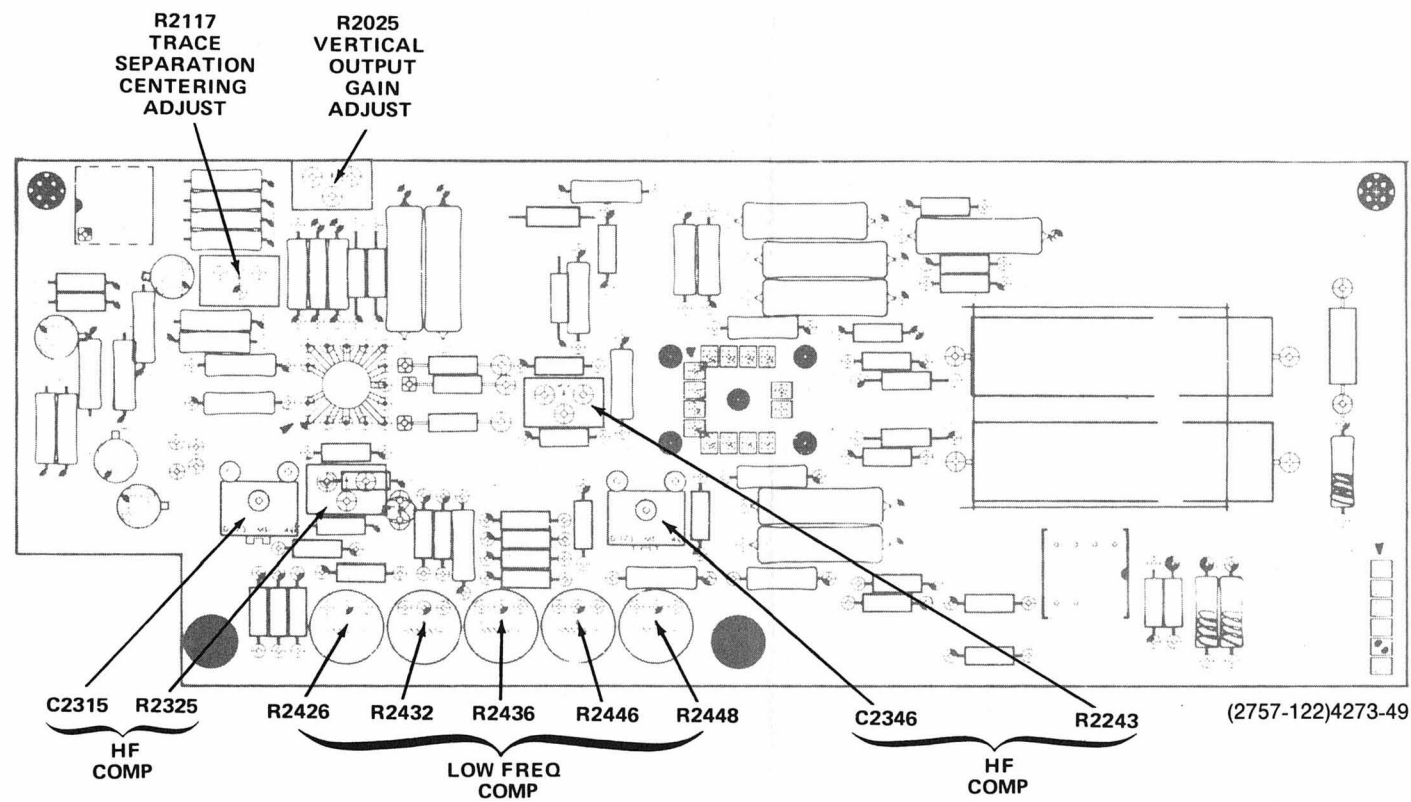 R2117
TRACE
SEPARATION
CENTERING
ADJUST
R2025
VERTICAL
OUTPUT
GAIN
ADJUST
C2315
R2325
HF
COMP
R2426
R2432
R2436
R2446
R2448
LOW FREQ
COMP
C2346
R2243
HF
COMP
(2757-122)4273-49